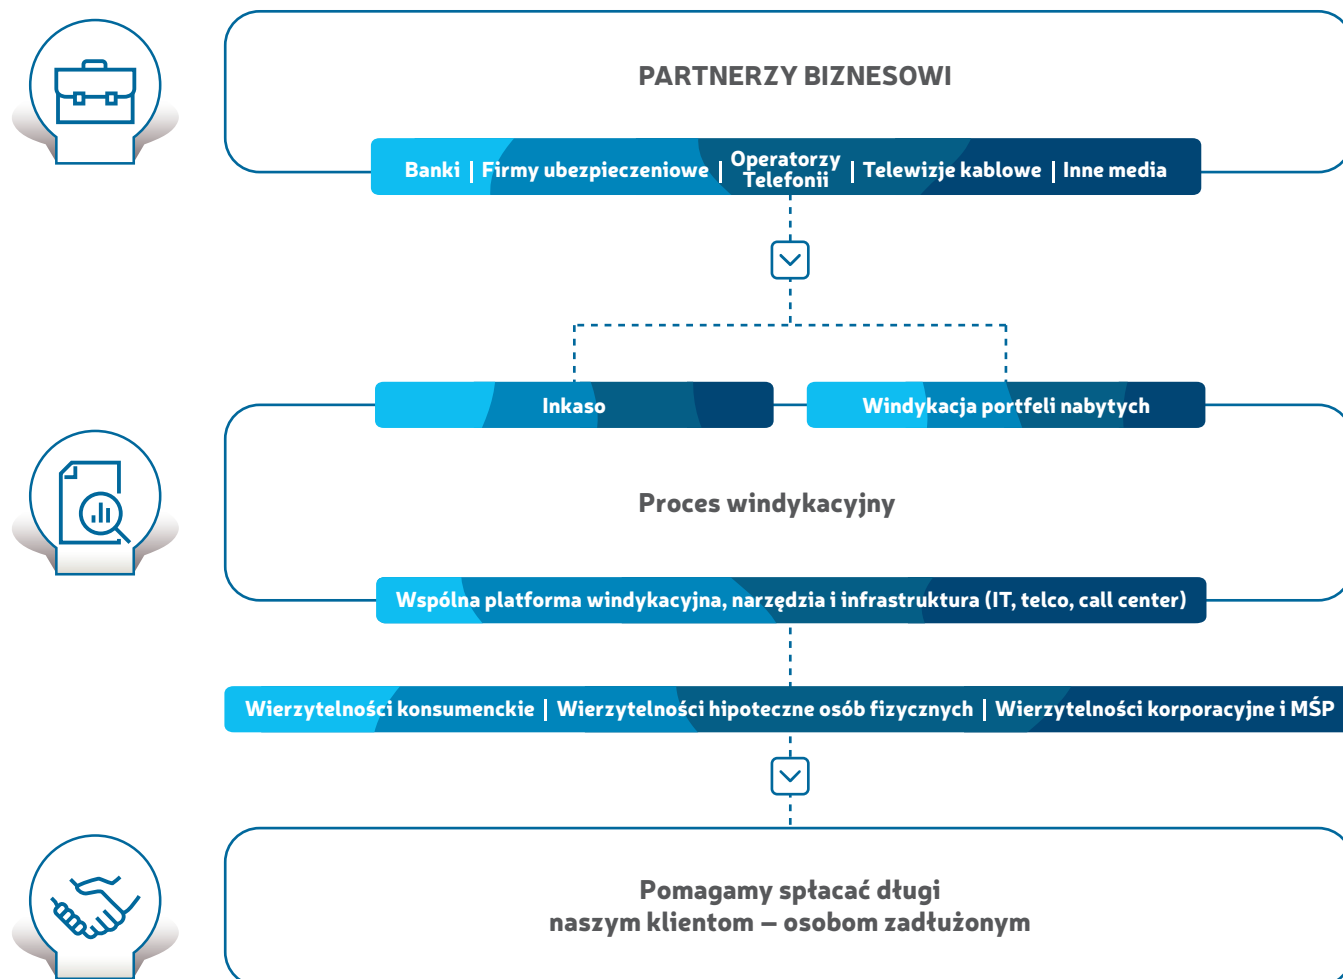 PARTNERZY BIZNESOWI
Banki | Firmy ubezpieczeniowe | Operatorzy Telefonii | Telewizje kablowe | Inne media
Inkaso
Windykacja portfeli nabytych
Proces windykacyjny
Wspólna platforma windykacyjna, narzędzia i infrastruktura (IT, telco, call center)
Wierzytelności konsumenckie | Wierzytelności hipoteczne osób fizycznych | Wierzytelności korporacyjne i MŚP
Pomagamy spłacać długi
naszym klientom – osobom zadłużonym